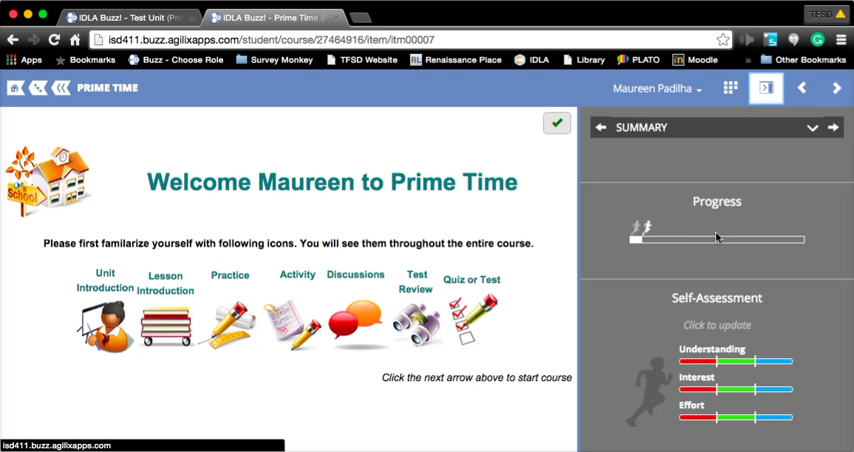 IDLA Buzz! - Test Unit (Pri
IDLA Buzz! - Prime Time (I
TFSD
isd411.buzz.agilixapps.com/student/course/27464916/item/itm00007
Apps
Bookmarks
Buzz - Choose Role
Survey Monkey
TFSD Website
RL Renaissance Place
IDLA
Library
PLATO
Moodle
»
Other Bookmarks
PRIME TIME
Maureen Padilha
SUMMARY
School
Welcome Maureen to Prime Time
Please first familarize yourself with following icons. You will see them throughout the entire course.
Unit
Introduction
Lesson
Introduction
Practice
Activity
Discussions
Test
Review
Quiz or Test
Click the next arrow above to start course
Progress
Self-Assessment
Click to update
Understanding
Interest
Effort
isd411.buzz.agilixapps.com